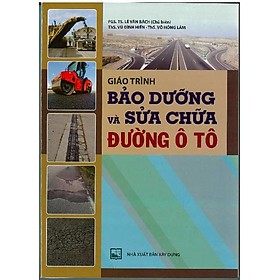 PGS. TS. LÊ VĂN BÁCH (Chủ biên)
ThS. VŨ ĐÌNH HIỀN - ThS. VÕ HỒNG LÂM
GIÁO TRÌNH
BẢO DƯỠNG
VÀ SỬA CHỮA
ĐƯỜNG Ô TÔ
NHÀ XUẤT BẢN XÂY DỰNG